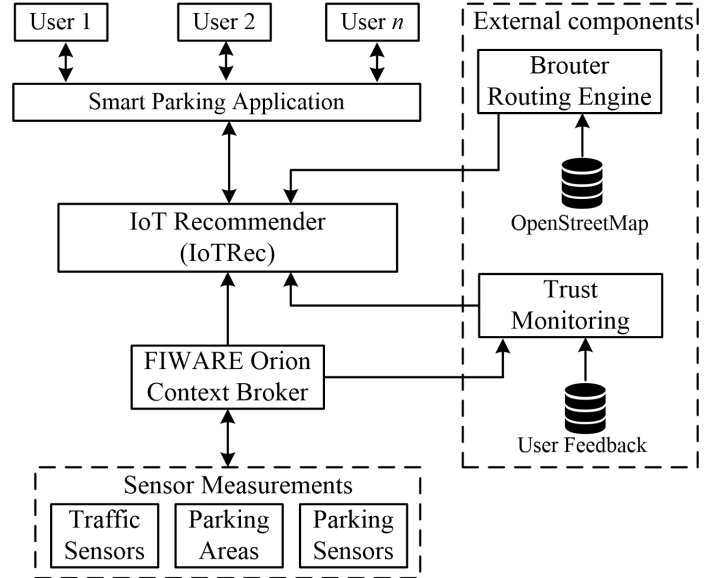 User 1
User 2
User n
Smart Parking Application
IoT Recommender
(IoTRec)
FIWARE Orion
Context Broker
Sensor Measurements
Traffic
Sensors
Parking
Areas
Parking
Sensors
External components
Brouter
Routing Engine
OpenStreetMap
Trust
Monitoring
User Feedback